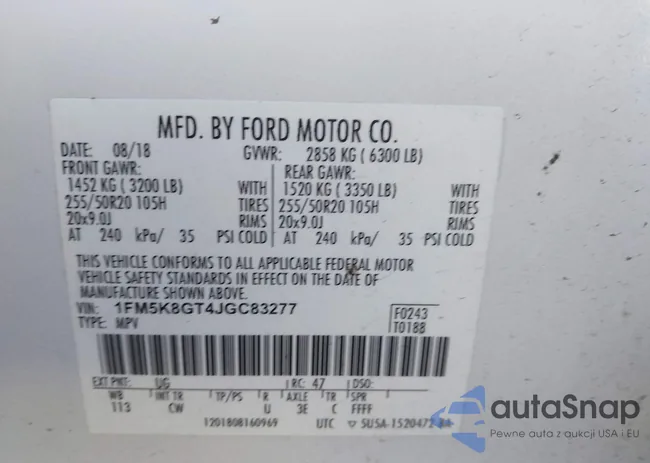 MFD. BY FORD MOTOR CO.
DATE: 08/18 GVWR: 2858 KG ( 6300 LB)
FRONT GAWR: REAR GAWR:
1452 KG ( 3200 LB) WITH 1520 KG ( 3350 LB) WITH
255/50R20 105H TIRES 255/50R20 105H TIRES
20x9.0J RIMS 20x9.0J RIMS
AT 240 kPa/ 35 PSI COLD AT 240 kPa/ 35 PSI COLD
THIS VEHICLE CONFORMS TO ALL APPLICABLE FEDERAL MOTOR
VEHICLE SAFETY STANDARDS IN EFFECT ON THE DATE OF
MANUFACTURE SHOWN ABOVE.
VIN: 1FM5K8GT4JGC83277 F0243
TYPE: MPV T0188
EXT PNT: UG RC: 47 DSO:
WB INT TR TP/PS R AXLE TR SPR
113 CW U 3E C FFFF
1201808160969 UTC ▽ SU5A-1520472-BA
autaSnap
Pewne auta z aukcji USA i EU